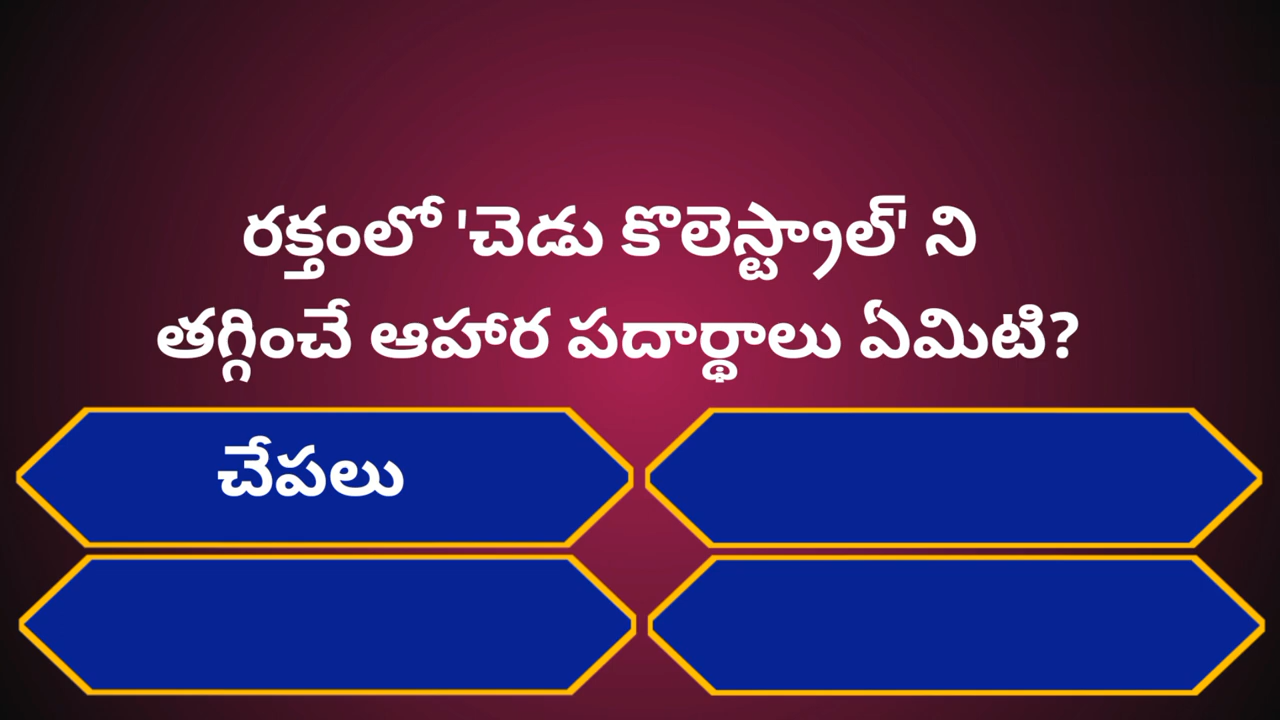 రక్తంలో 'చెడు కొలెస్ట్రాల్' ని
తగ్గించే ఆహార పదార్థాలు ఏమిటి?
చేపలు